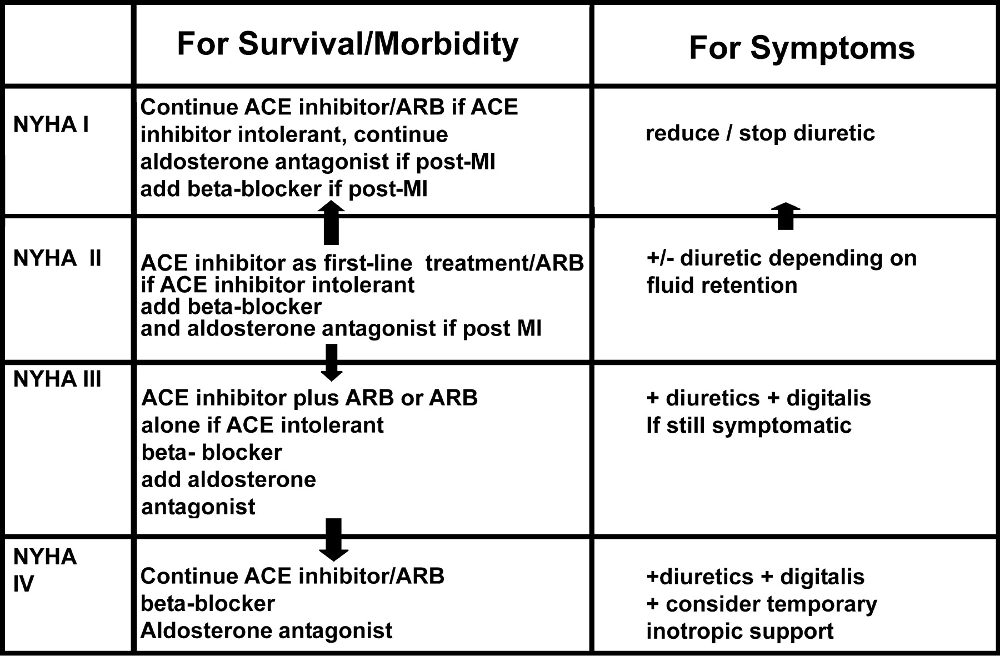 For Survival/Morbidity
For Symptoms
NYHA I
Continue ACE inhibitor/ARB if ACE
inhibitor intolerant, continue
aldosterone antagonist if post-MI
add beta-blocker if post-MI
reduce / stop diuretic
NYHA II
ACE inhibitor as first-line treatment/ARB
if ACE inhibitor intolerant
add beta-blocker
and aldosterone antagonist if post MI
+/- diuretic depending on
fluid retention
NYHA III
ACE inhibitor plus ARB or ARB
alone if ACE intolerant
beta- blocker
add aldosterone
antagonist
+ diuretics + digitalis
If still symptomatic
NYHA
IV
Continue ACE inhibitor/ARB
beta-blocker
Aldosterone antagonist
+diuretics + digitalis
+ consider temporary
inotropic support